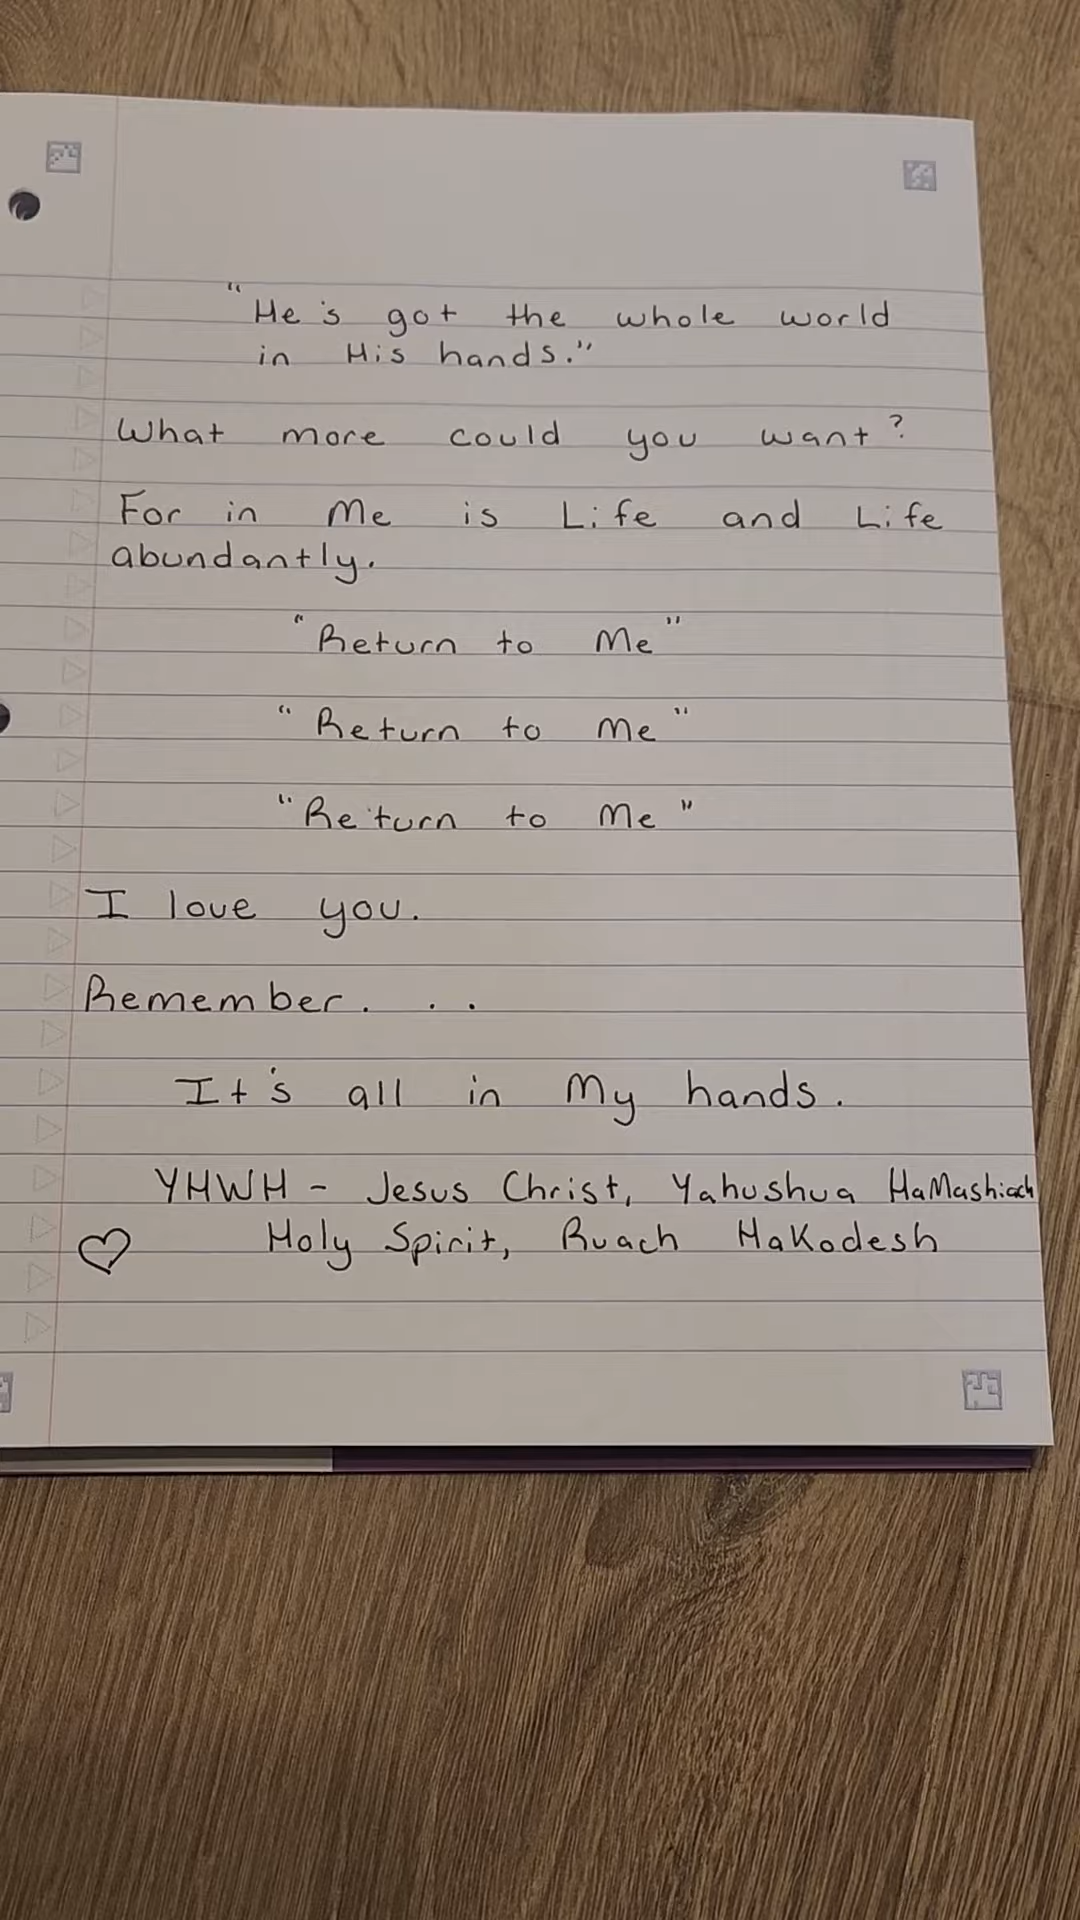 "He's got the whole world
in His hands."
What more could you want?
For in Me is Life and Life
abundantly.
"Return to Me"
"Return to Me"
"Return to Me"
I love you.
Remember...
It's all in My hands.
YHWH - Jesus Christ, Yahushua HaMashiach
Holy Spirit, Ruach HaKodesh